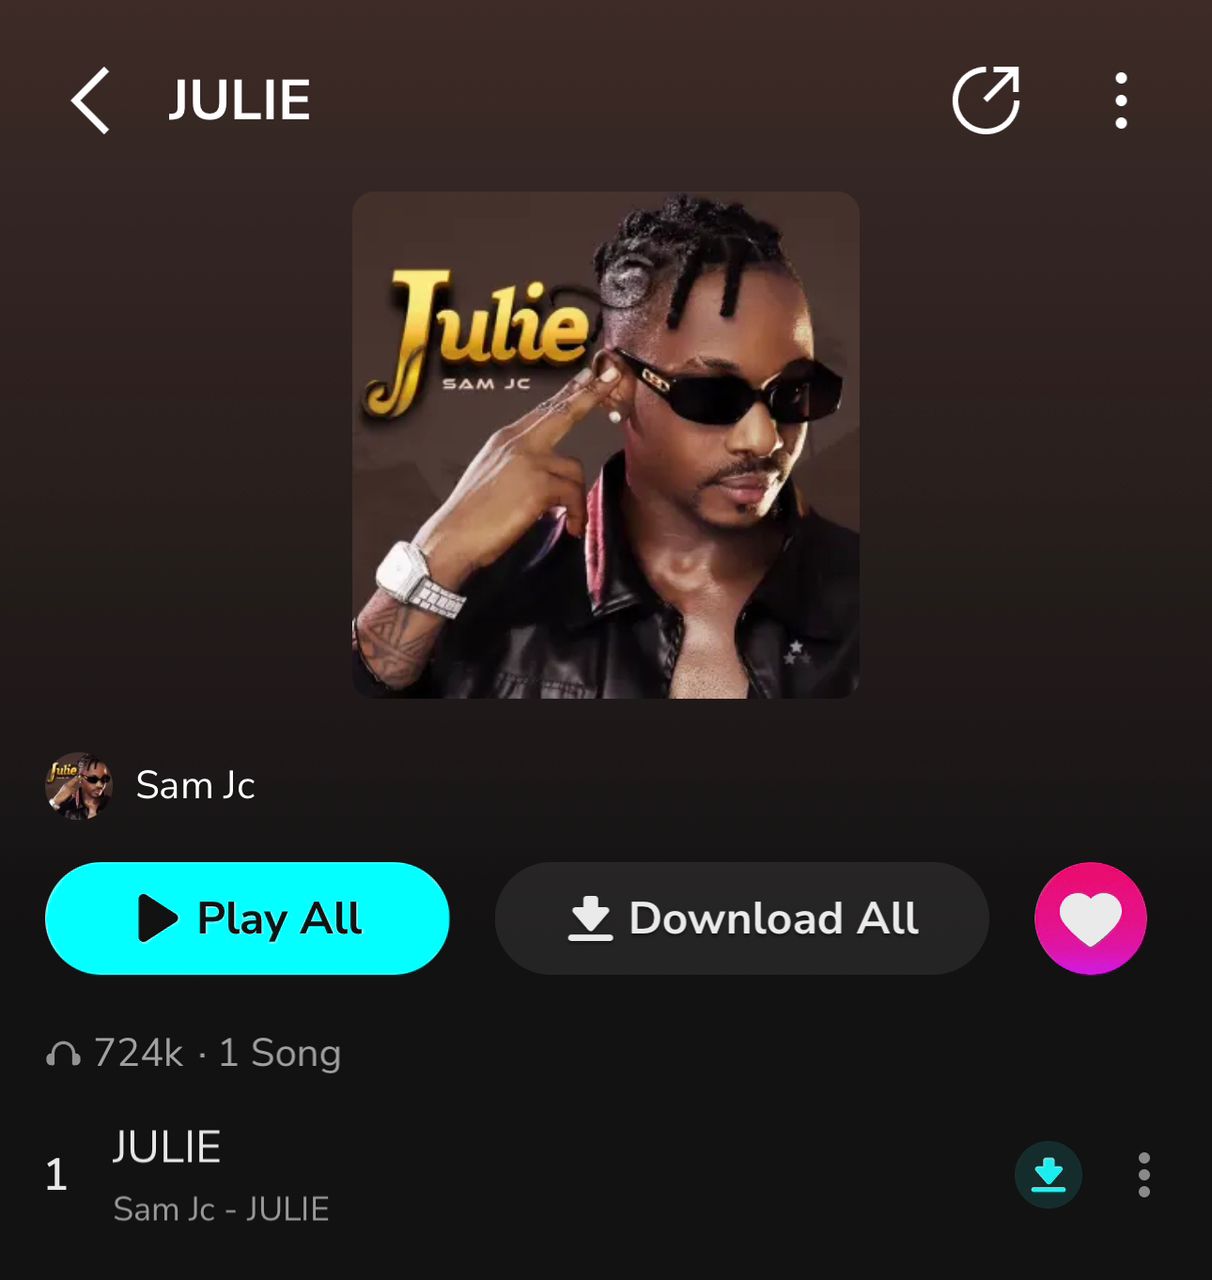 JULIE
Julie
SAM JC
Sam Jc
Play All
Download All
724k · 1 Song
1
JULIE
Sam Jc - JULIE